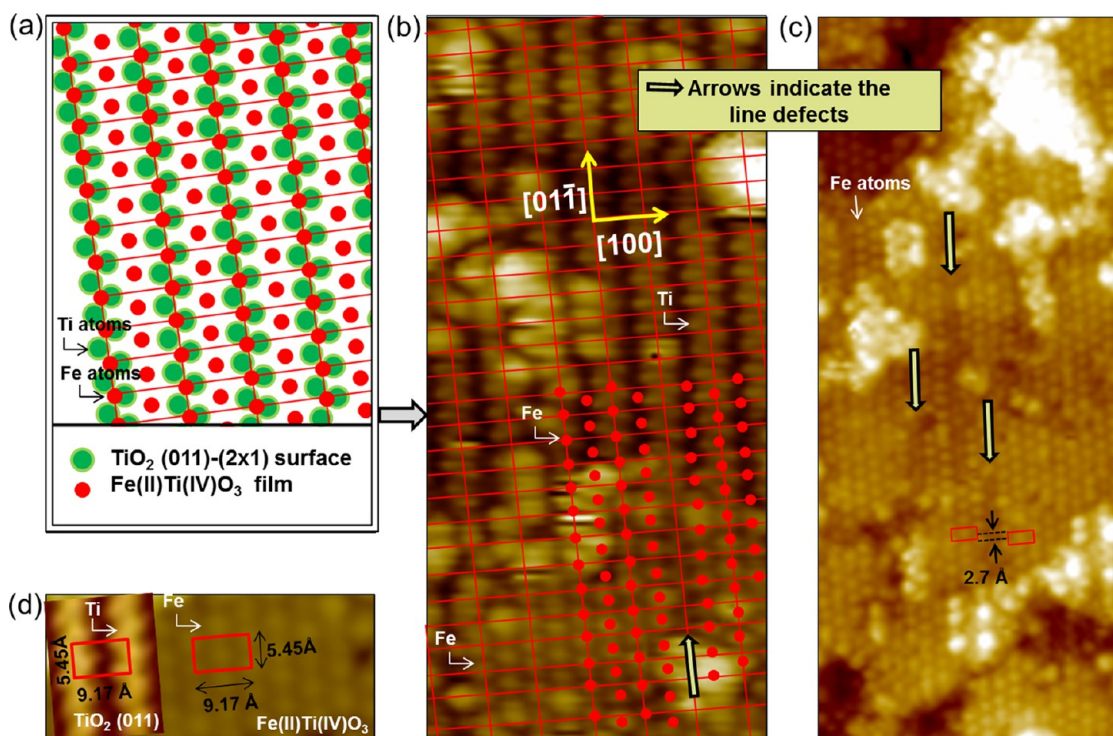 (a)
Ti atoms
Fe atoms
TiO₂ (011)-(2x1) surface
Fe(II)Ti(IV)O₃ film
(b)
Arrows indicate the
line defects
[011̄]
[100]
Ti
Fe
Fe
(c)
Fe atoms
2.7 Å
(d)
Ti
Fe
5.45Å
5.45Å
9.17 Å
9.17 Å
TiO₂ (011)
Fe(II)Ti(IV)O₃